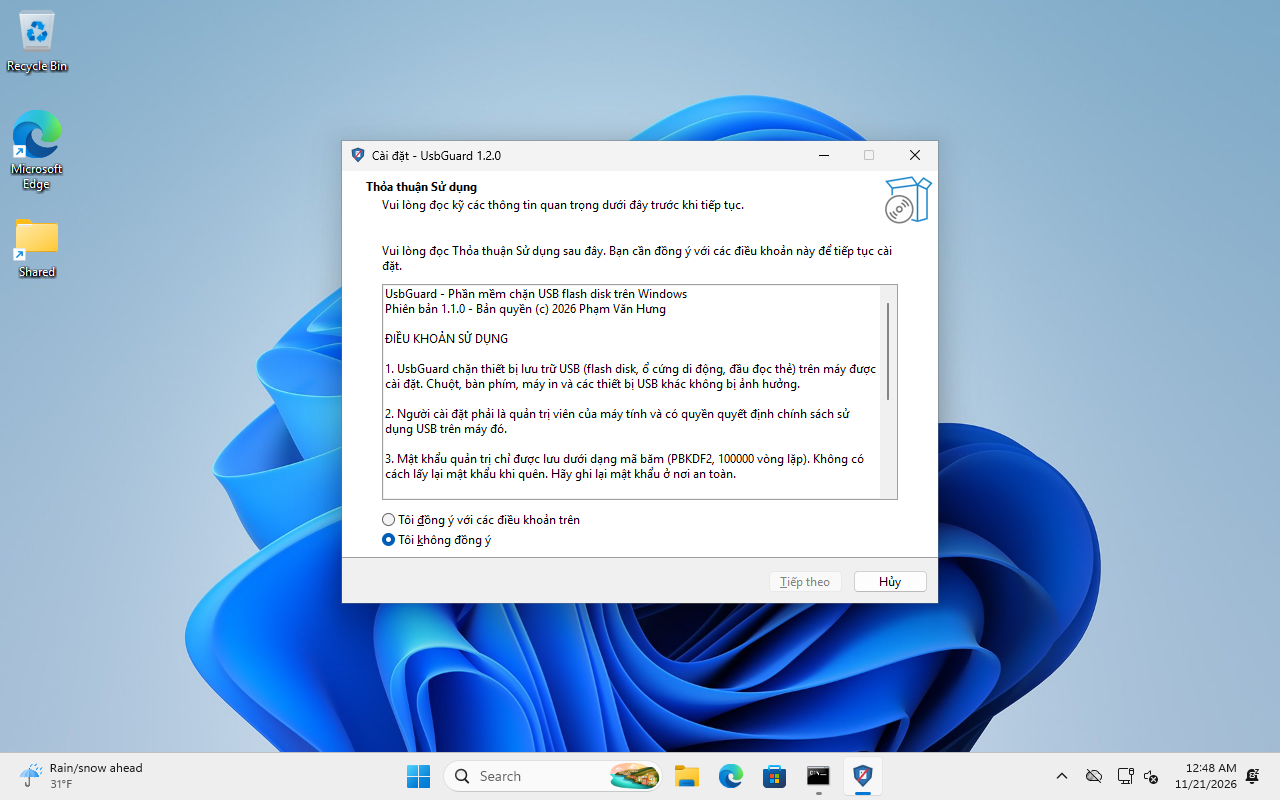 Recycle Bin
Microsoft
Edge
Shared
Cài đặt - UsbGuard 1.2.0
Thỏa thuận Sử dụng
Vui lòng đọc kỹ các thông tin quan trọng dưới đây trước khi tiếp tục.
Vui lòng đọc Thỏa thuận Sử dụng sau đây. Bạn cần đồng ý với các điều khoản này để tiếp tục cài
đặt.
UsbGuard - Phần mềm chặn USB flash disk trên Windows
Phiên bản 1.1.0 - Bản quyền (c) 2026 Phạm Văn Hưng
ĐIỀU KHOẢN SỬ DỤNG
1. UsbGuard chặn thiết bị lưu trữ USB (flash disk, ổ cứng di động, đầu đọc thẻ) trên máy được
cài đặt. Chuột, bàn phím, máy in và các thiết bị USB khác không bị ảnh hưởng.
2. Người cài đặt phải là quản trị viên của máy tính và có quyền quyết định chính sách sử
dụng USB trên máy đó.
3. Mật khẩu quản trị chỉ được lưu dưới dạng mã băm (PBKDF2, 100000 vòng lặp). Không có
cách lấy lại mật khẩu khi quên. Hãy ghi lại mật khẩu ở nơi an toàn.
Tôi đồng ý với các điều khoản trên
Tôi không đồng ý
Tiếp theo
Hủy
Rain/snow ahead
31°F
Search
12:48 AM
11/21/2026